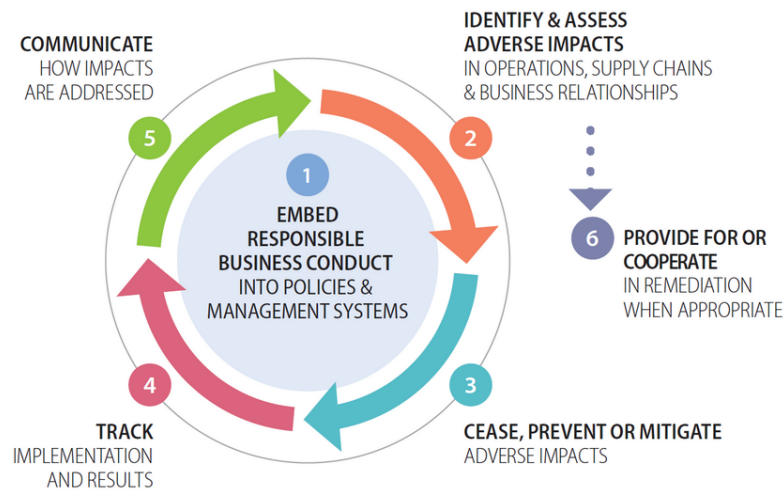 1
EMBED
RESPONSIBLE
BUSINESS CONDUCT
INTO POLICIES &
MANAGEMENT SYSTEMS
2
IDENTIFY & ASSESS
ADVERSE IMPACTS
IN OPERATIONS, SUPPLY CHAINS
& BUSINESS RELATIONSHIPS
3
CEASE, PREVENT OR MITIGATE
ADVERSE IMPACTS
4
TRACK
IMPLEMENTATION
AND RESULTS
5
COMMUNICATE
HOW IMPACTS
ARE ADDRESSED
6
PROVIDE FOR OR
COOPERATE
IN REMEDIATION
WHEN APPROPRIATE